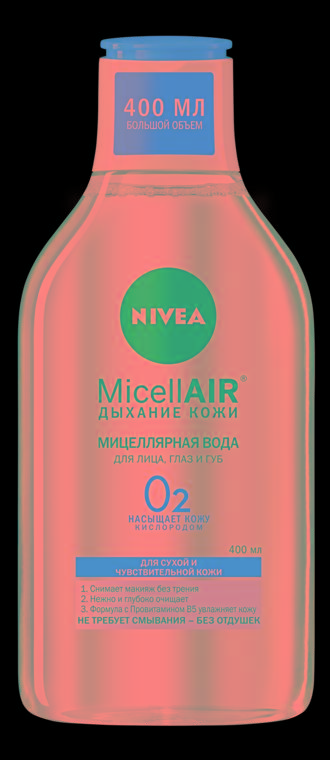 400 МЛ
БОЛЬШОЙ ОБЪЕМ
NIVEA
MicellAIR®
ДЫХАНИЕ КОЖИ
МИЦЕЛЛЯРНАЯ ВОДА
ДЛЯ ЛИЦА, ГЛАЗ И ГУБ
O2
НАСЫЩАЕТ КОЖУ
КИСЛОРОДОМ
400 мл
ДЛЯ СУХОЙ И
ЧУВСТВИТЕЛЬНОЙ КОЖИ
1. Снимает макияж без трения
2. Нежно и глубоко очищает
3. Формула с Провитамином B5 увлажняет кожу
НЕ ТРЕБУЕТ СМЫВАНИЯ – БЕЗ ОТДУШЕК